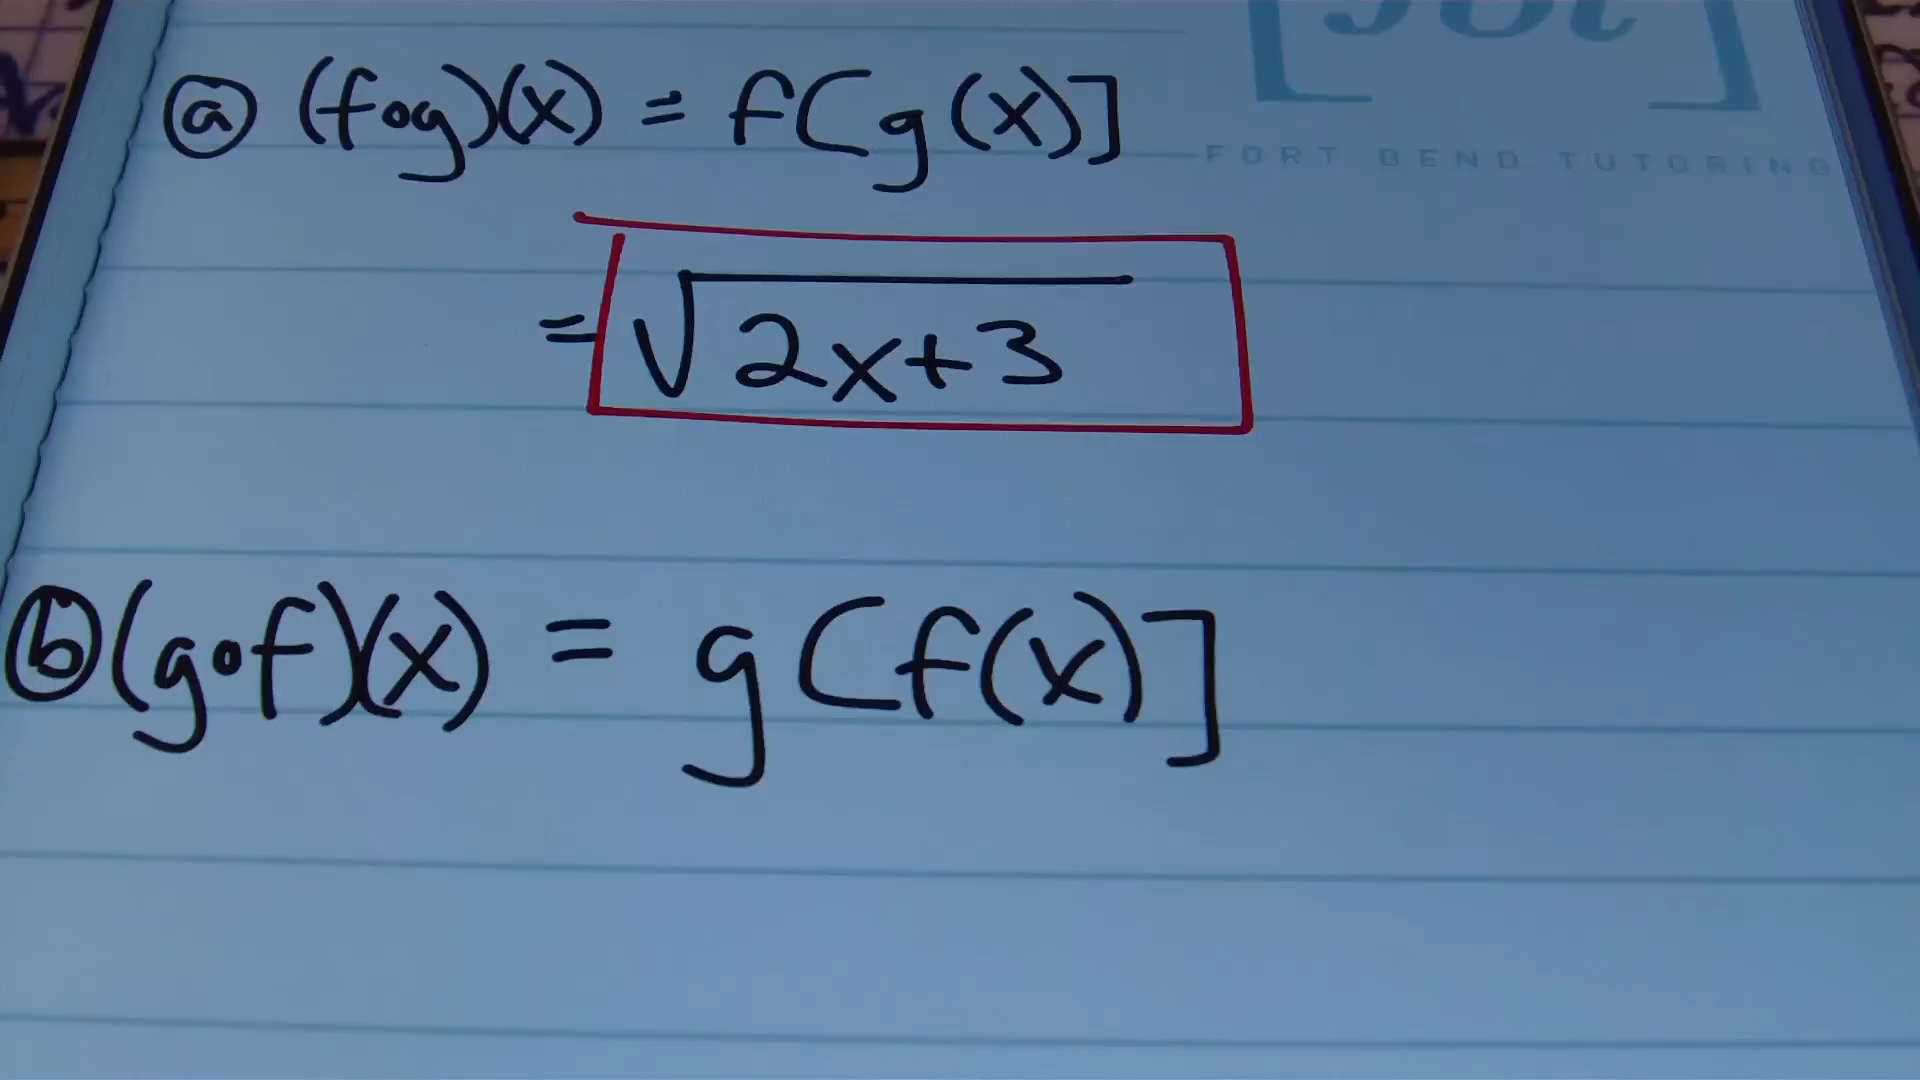 ⓐ (f∘g)(x) = f[g(x)]
FORT BEND TUTORING
= √(2x+3)
ⓑ (g∘f)(x) = g[f(x)]